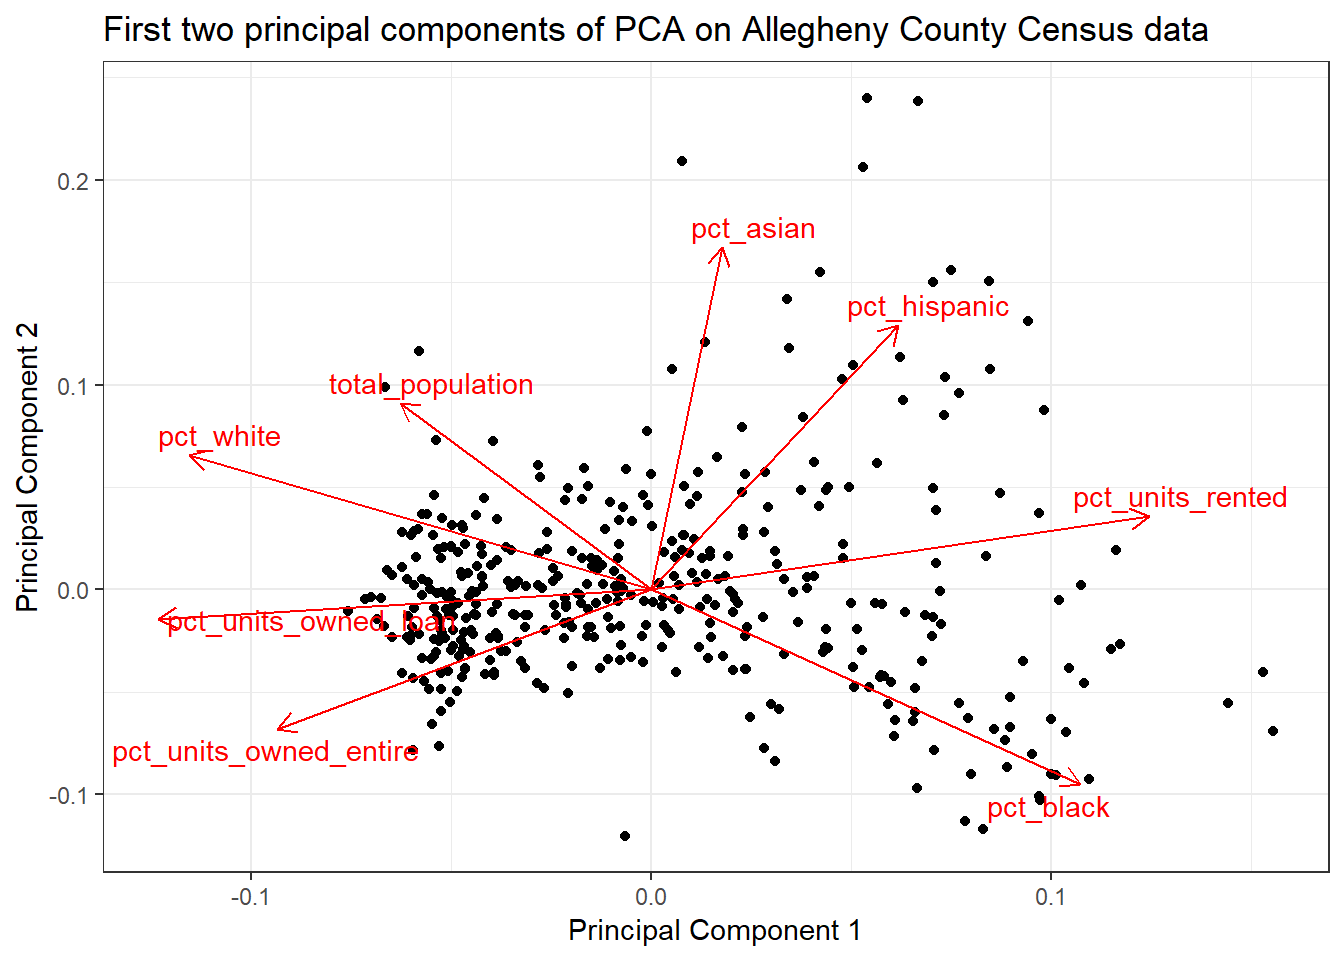 First two principal components of PCA on Allegheny County Census data
0.2
0.1
0.0
-0.1
Principal Component 2
pct_asian
pct_hispanic
total_population
pct_white
pct_units_rented
pct_units_owned_loan
pct_units_owned_entire
pct_black
-0.1
0.0
0.1
Principal Component 1